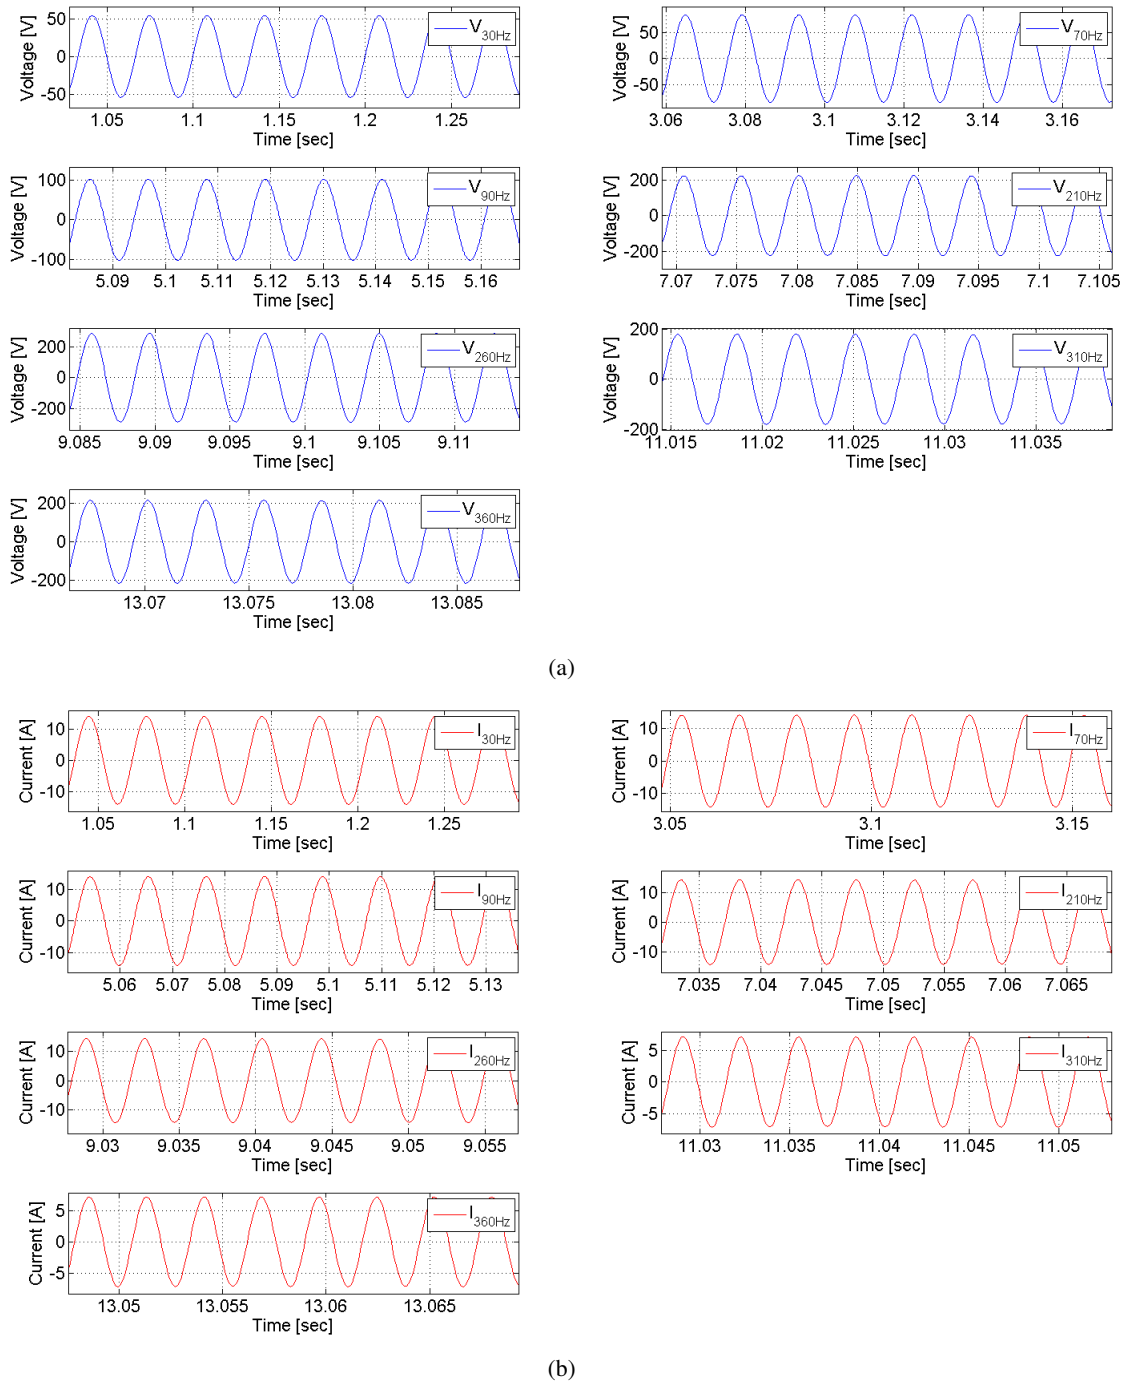 50
0
-50
Voltage [V]
V30Hz
1.05 1.1 1.15 1.2 1.25
Time [sec]
50
0
-50
Voltage [V]
V70Hz
3.06 3.08 3.1 3.12 3.14 3.16
Time [sec]
100
0
-100
Voltage [V]
V90Hz
5.09 5.1 5.11 5.12 5.13 5.14 5.15 5.16
Time [sec]
200
0
-200
Voltage [V]
V210Hz
7.07 7.075 7.08 7.085 7.09 7.095 7.1 7.105
Time [sec]
200
0
-200
Voltage [V]
V260Hz
9.085 9.09 9.095 9.1 9.105 9.11
Time [sec]
200
0
-200
Voltage [V]
V310Hz
11.015 11.02 11.025 11.03 11.035
Time [sec]
200
0
-200
Voltage [V]
V360Hz
13.07 13.075 13.08 13.085
Time [sec]
(a)
10
0
-10
Current [A]
I30Hz
1.05 1.1 1.15 1.2 1.25
Time [sec]
10
0
-10
Current [A]
I70Hz
3.05 3.1 3.15
Time [sec]
10
0
-10
Current [A]
I90Hz
5.06 5.07 5.08 5.09 5.1 5.11 5.12 5.13
Time [sec]
10
0
-10
Current [A]
I210Hz
7.035 7.04 7.045 7.05 7.055 7.06 7.065
Time [sec]
10
0
-10
Current [A]
I260Hz
9.03 9.035 9.04 9.045 9.05 9.055
Time [sec]
5
0
-5
Current [A]
I310Hz
11.03 11.035 11.04 11.045 11.05
Time [sec]
5
0
-5
Current [A]
I360Hz
13.05 13.055 13.06 13.065
Time [sec]
(b)